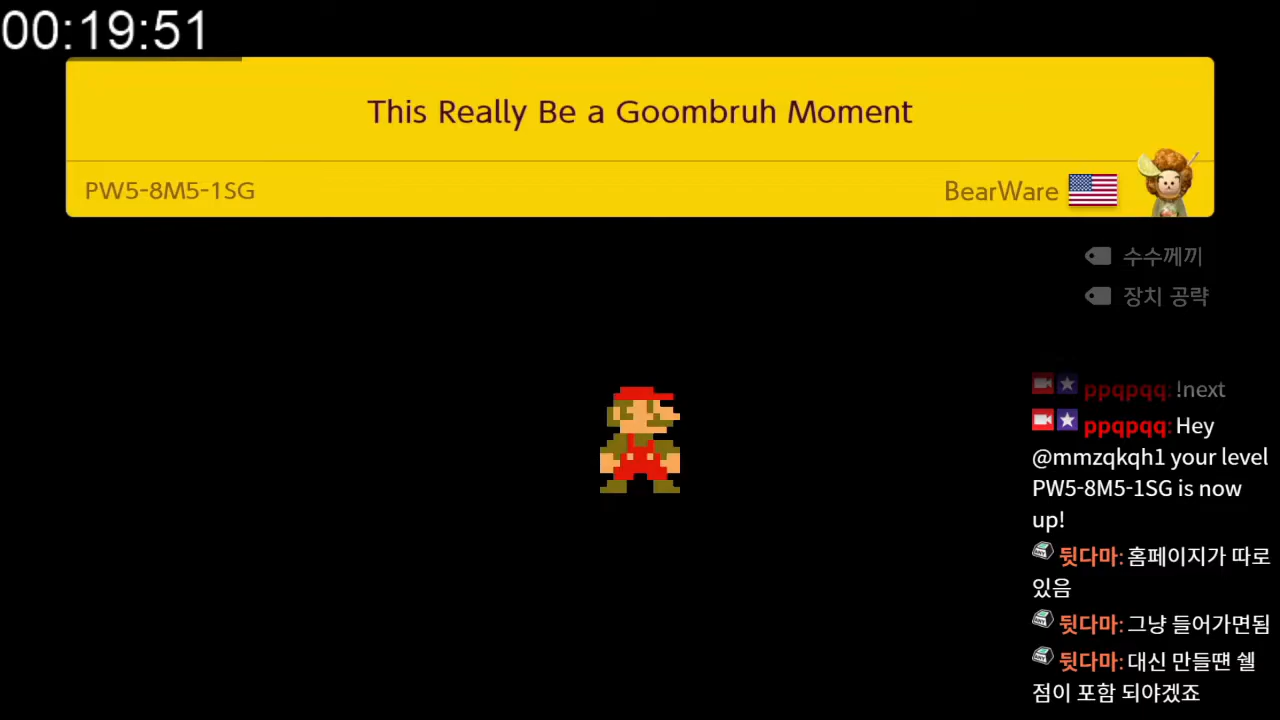 00:19:51
This Really Be a Goombruh Moment
PW5-8M5-1SG
BearWare
수수께끼
장치 공략
ppqpqq: !next
ppqpqq: Hey
@mmzqkqh1 your level
PW5-8M5-1SG is now
up!
뒷다마: 홈페이지가 따로
있음
뒷다마: 그냥 들어가면됨
뒷다마: 대신 만들땐 쉘
점이 포함 되야겠죠